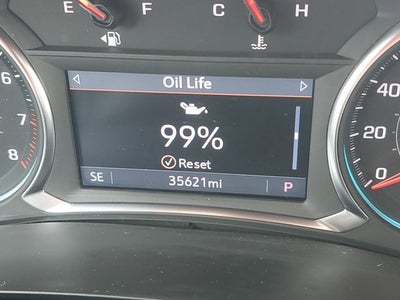 E F C H
Oil Life
99%
Reset
SE 35621mi P
6
7
8
40
20
0